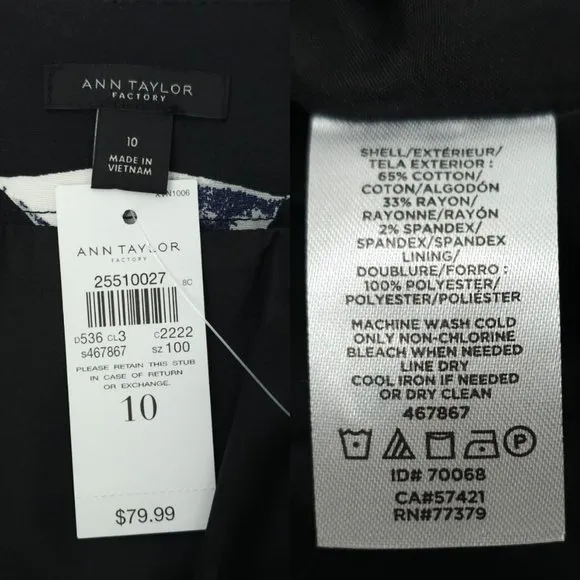 ANN TAYLOR
FACTORY
10
MADE IN
VIETNAM
ANN TAYLOR
FACTORY
25510027
8C
D536 CL3 C2222
S467867 SZ 100
PLEASE RETAIN THIS STUB
IN CASE OF RETURN
OR EXCHANGE.
10
$79.99
SHELL/EXTÉRIEUR/
TELA EXTERIOR :
65% COTTON/
COTON/ALGODÓN
33% RAYON/
RAYONNE/RAYÓN
2% SPANDEX/
SPANDEX/SPANDEX
LINING/
DOUBLURE/FORRO :
100% POLYESTER/
POLYESTER/POLIÉSTER
MACHINE WASH COLD
ONLY NON-CHLORINE
BLEACH WHEN NEEDED
LINE DRY
COOL IRON IF NEEDED
OR DRY CLEAN
467867
P
ID# 70068
CA#57421
RN#77379